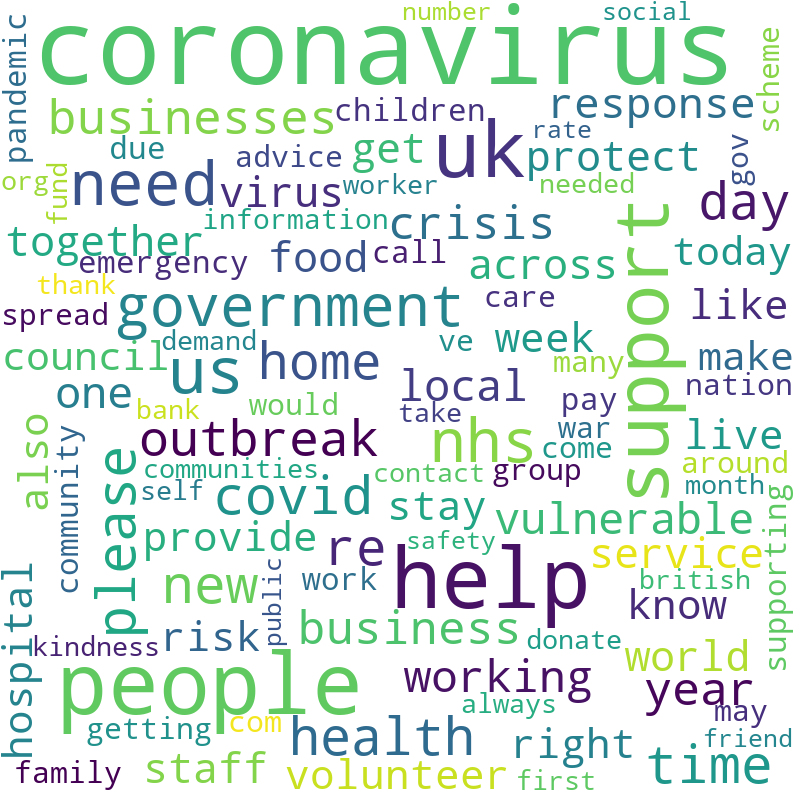 number social
coronavirus
pandemic
scheme
businesses children response
due advice get uk rate protect gov
org fund need virus worker needed day
together information crisis
emergency food call across support today
thank
spread government care like
demand
council us home ve week many make
one bank would local take pay nation
outbreak nhs war come live
also community please communities contact group around
self covid stay month
provide re safety vulnerable service supporting
hospital new public work help british
kindness risk business donate know
people working world
getting com always year may
health right friend
family staff volunteer first time